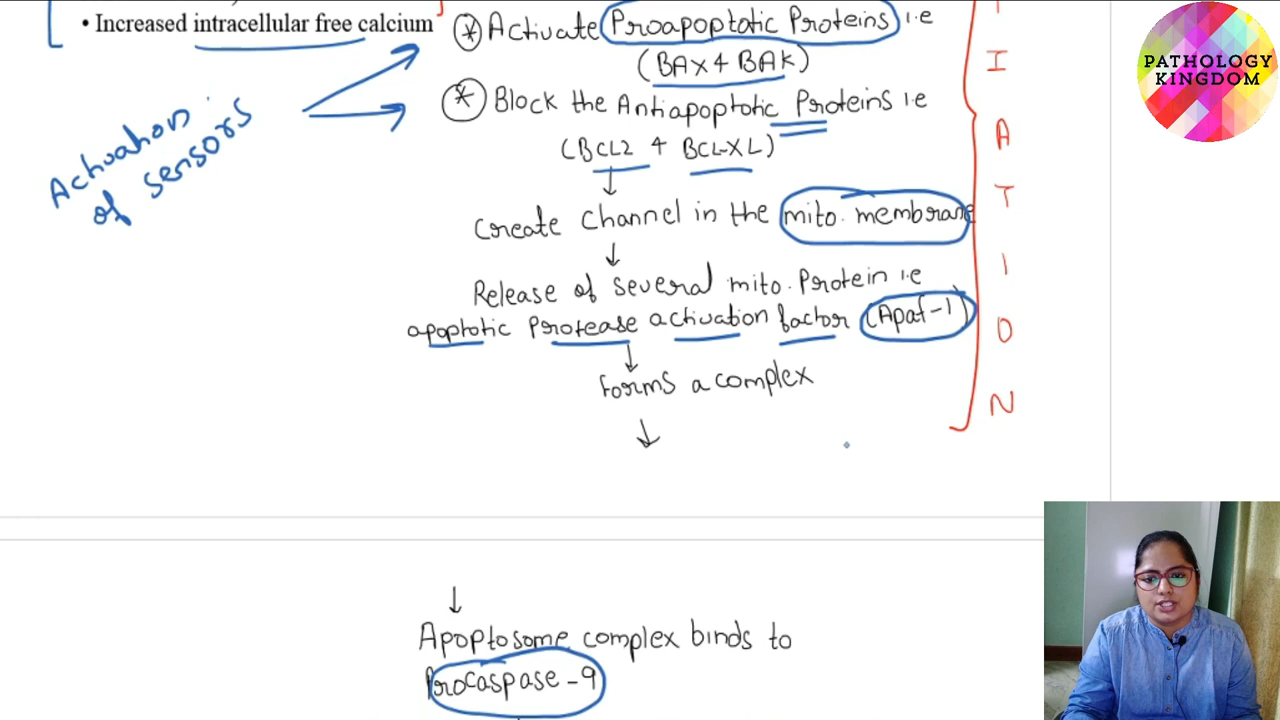 • Increased intracellular free calcium
* Activate Proapoptotic Proteins i.e
(BAX + BAK)
* Block the Antiapoptotic Proteins i.e
(BCL2 + BCL-XL)
Activation
of sensors
↓
Create Channel in the mito. membrane
↓
Release of several mito. Protein i.e
apoptotic Protease activation factor (Apaf-1)
↓
Forms a complex
↓
I
A
T
I
O
N
↓
Apoptosome complex binds to
Procaspase-9
PATHOLOGY
KINGDOM